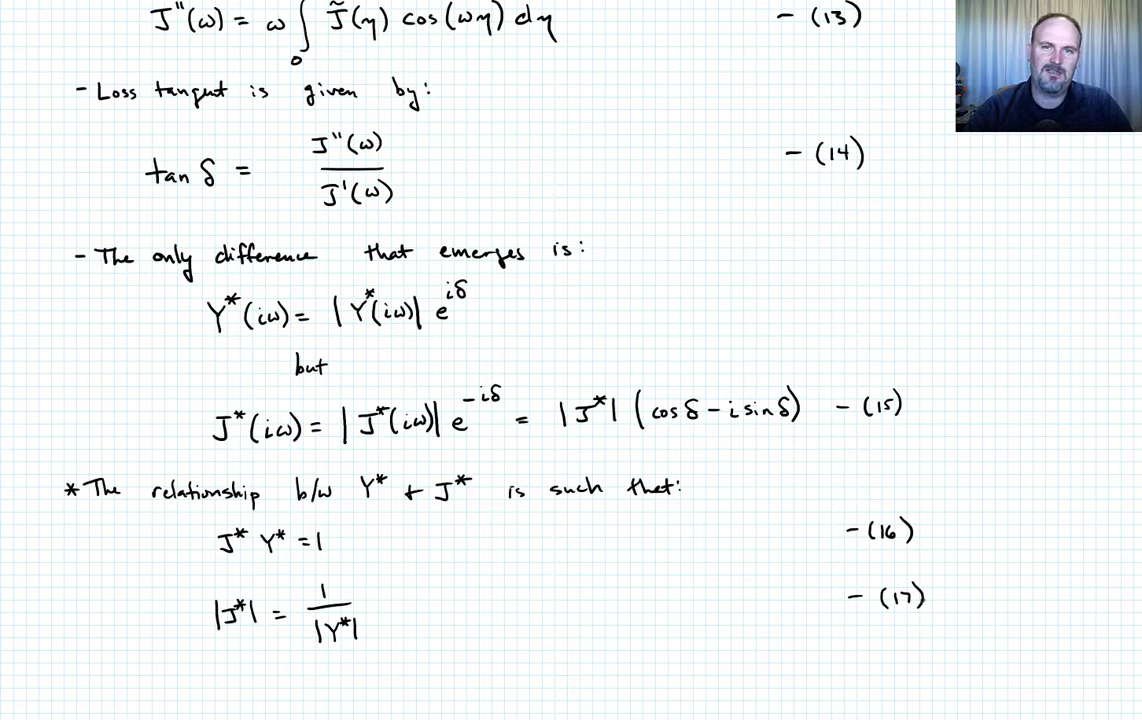 J"(ω) = ω ∫₀ J̃(η) cos(ωη) dη - (13)
- Loss tangent is given by:
tan δ = J"(ω) / J'(ω) - (14)
- The only difference that emerges is:
Y*(iω) = |Y*(iω)| e^{iδ}
but
J*(iω) = |J*(iω)| e^{-iδ} = |J*| (cos δ - i sin δ) - (15)
* The relationship b/w Y* + J* is such that:
J* Y* = 1 - (16)
|J*| = 1 / |Y*| - (17)